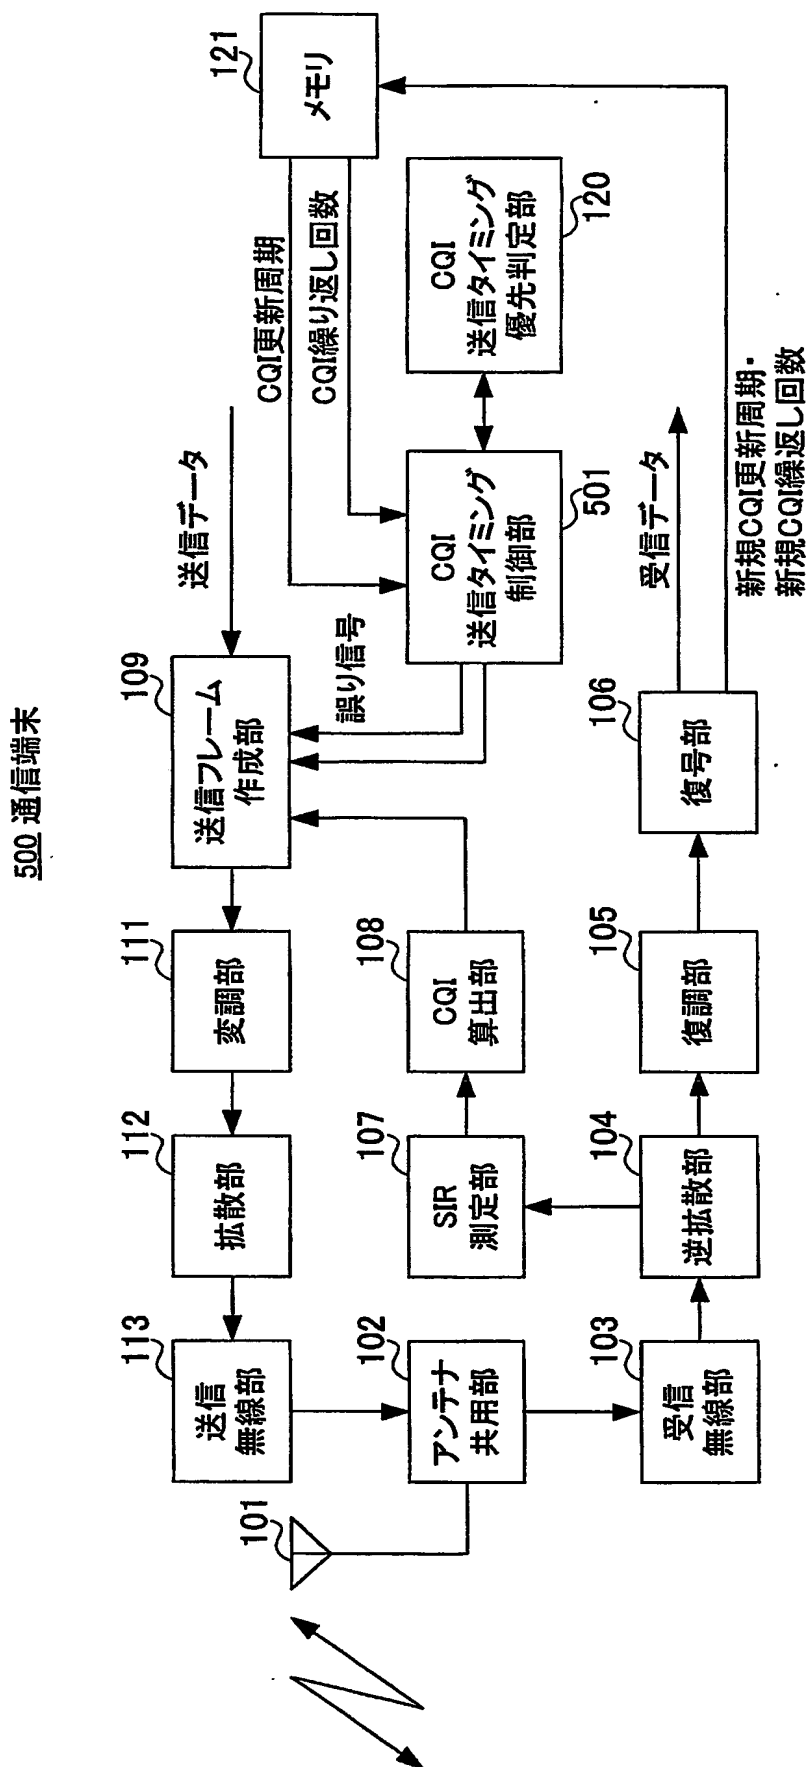 500 通信端末
113
送信
無線部
112
拡散部
111
変調部
109
送信フレーム
作成部
送信データ
101
102
アンテナ
共用部
107
SIR
測定部
108
CQI
算出部
誤り信号
CQI
送信タイミング
制御部
501
CQI更新周期
CQI繰り返し回数
CQI
送信タイミング
優先判定部
120
121
メモリ
103
受信
無線部
104
逆拡散部
105
復調部
106
復号部
受信データ
新規CQI更新周期・
新規CQI繰返し回数